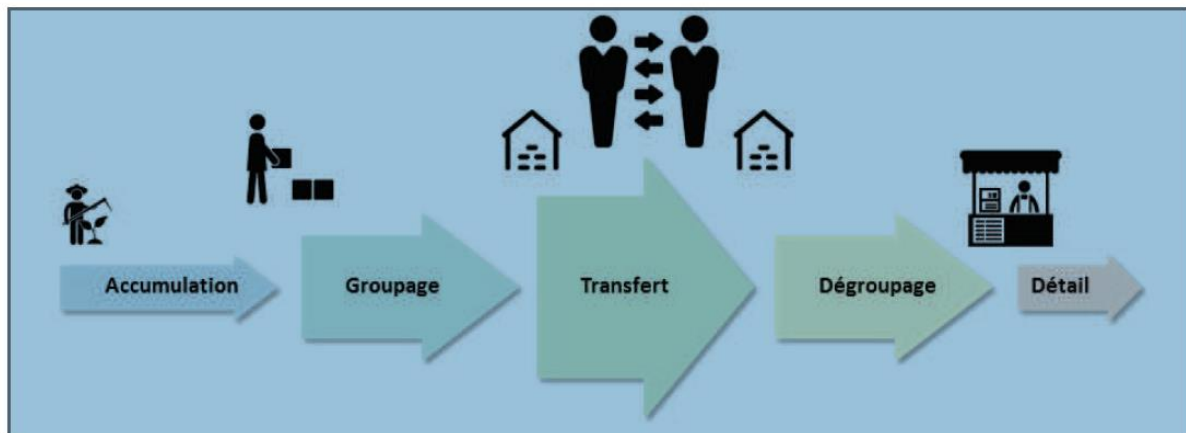 Accumulation
Groupage
Transfert
Dégroupage
Détail